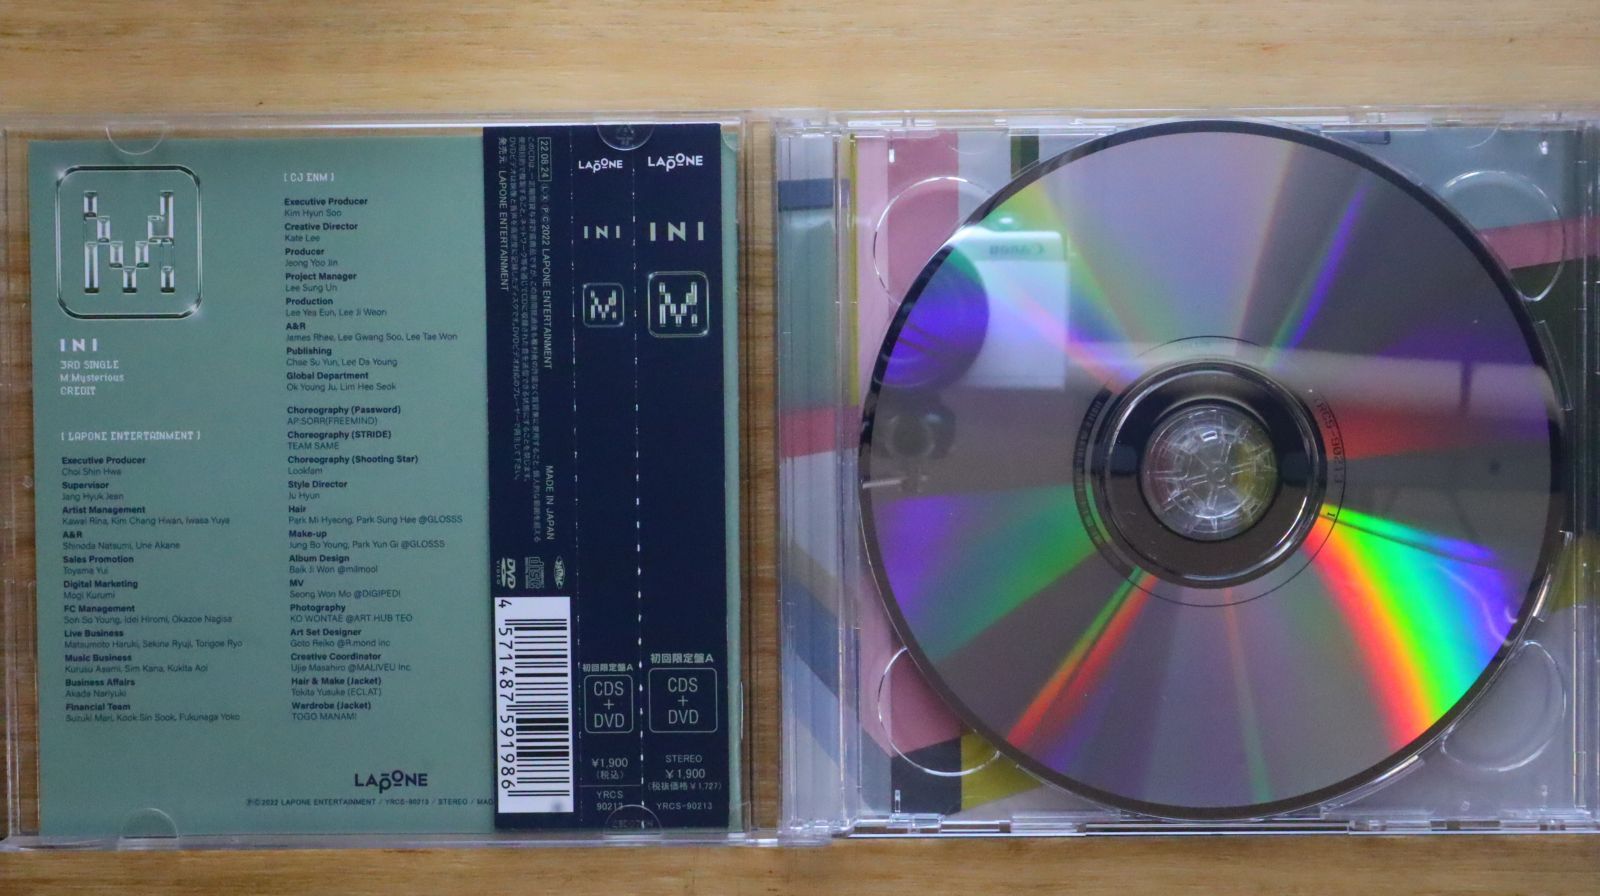 INI
3RD SINGLE
M:Mysterious
CREDIT
[ LAPONE ENTERTAINMENT ]
Executive Producer
Choi Shin Hwa
Supervisor
Jang Hyuk Jean
Artist Management
Kawai Rina, Kim Chang Hwan, Iwasa Yuya
A&R
Shinoda Natsumi, Une Akane
Sales Promotion
Toyama Yui
Digital Marketing
Mogi Kurumi
FC Management
Son So Young, Idei Hiromi, Okazoe Nagisa
Live Business
Matsumoto Haruki, Sekine Ryuji, Torigoe Ryo
Music Business
Kurusu Asami, Sim Kana, Kukita Aoi
Business Affairs
Akada Nariyuki
Financial Team
Suzuki Mari, Kook Sin Sook, Fukunaga Yoko
[ CJ ENM ]
Executive Producer
Kim Hyun Soo
Creative Director
Kate Lee
Producer
Jeong Yoo Jin
Project Manager
Lee Sung Un
Production
Lee Yea Eun, Lee Ji Weon
A&R
James Rhee, Lee Gwang Soo, Lee Tae Won
Publishing
Chae Su Yun, Lee Da Young
Global Department
Ok Young Ju, Lim Hee Seok
Choreography (Password)
AP:SORR(FREEMIND)
Choreography (STRIDE)
TEAM SAME
Choreography (Shooting Star)
Lookfam
Style Director
Ju Hyun
Hair
Park Mi Hyeong, Park Sung Hee @GLOSSS
Make-up
Jung Bo Young, Park Yun Gi @GLOSSS
Album Design
Baik Ji Won @milmool
MV
Seong Won Mo @DIGIPEDI
Photography
KO WONTAE @ART HUB TEO
Art Set Designer
Goto Reiko @R.mond inc
Creative Coordinator
Ujie Masahiro @MALIVEU Inc.
Hair & Make (Jacket)
Tokita Yusuke (ECLAT)
Wardrobe (Jacket)
TOGO MANAMI
LAPONE
Ⓟ©2022 LAPONE ENTERTAINMENT / YRCS-90213 / STEREO / MAD
22.08.24 Ⓛ Ⓧ Ⓟ©2022 LAPONE ENTERTAINMENT MADE IN JAPAN
発売元 LAPONE ENTERTAINMENT
DVD VIDEO
4 571487 591986
LAPONE
INI
初回限定盤A
CDS
+
DVD
¥1,900
(税込)
YRCS
90213
LAPONE
INI
初回限定盤A
CDS
+
DVD
STEREO
¥1,900
(税抜価格¥1,727)
YRCS-90213